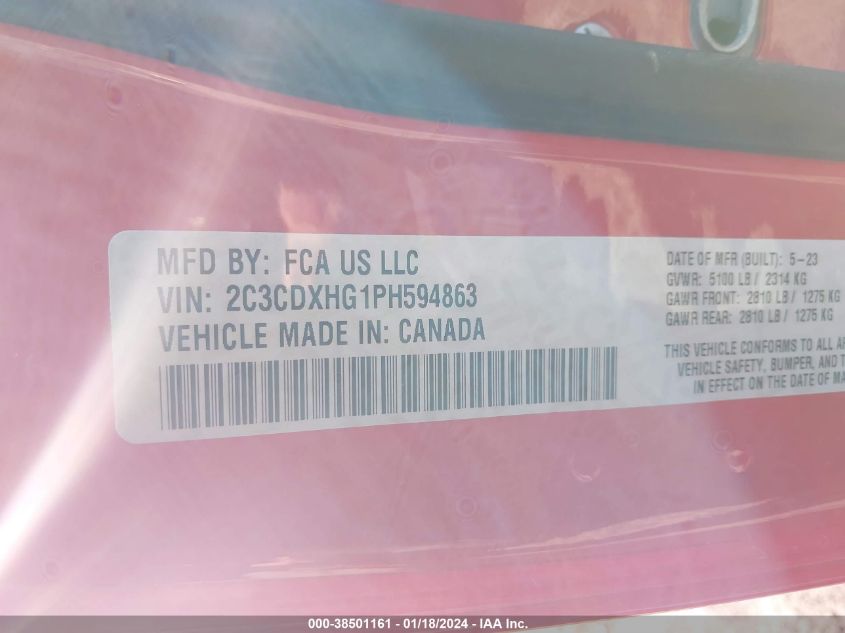 MFD BY: FCA US LLC
VIN: 2C3CDXHG1PH594863
VEHICLE MADE IN: CANADA
DATE OF MFR (BUILT): 5-23
GVWR: 5100 LB / 2314 KG
GAWR FRONT: 2810 LB / 1275 KG
GAWR REAR: 2810 LB / 1275 KG
THIS VEHICLE CONFORMS TO ALL
VEHICLE SAFETY, BUMPER, AND
IN EFFECT ON THE DATE OF
000-38501161 - 01/18/2024 - IAA Inc.